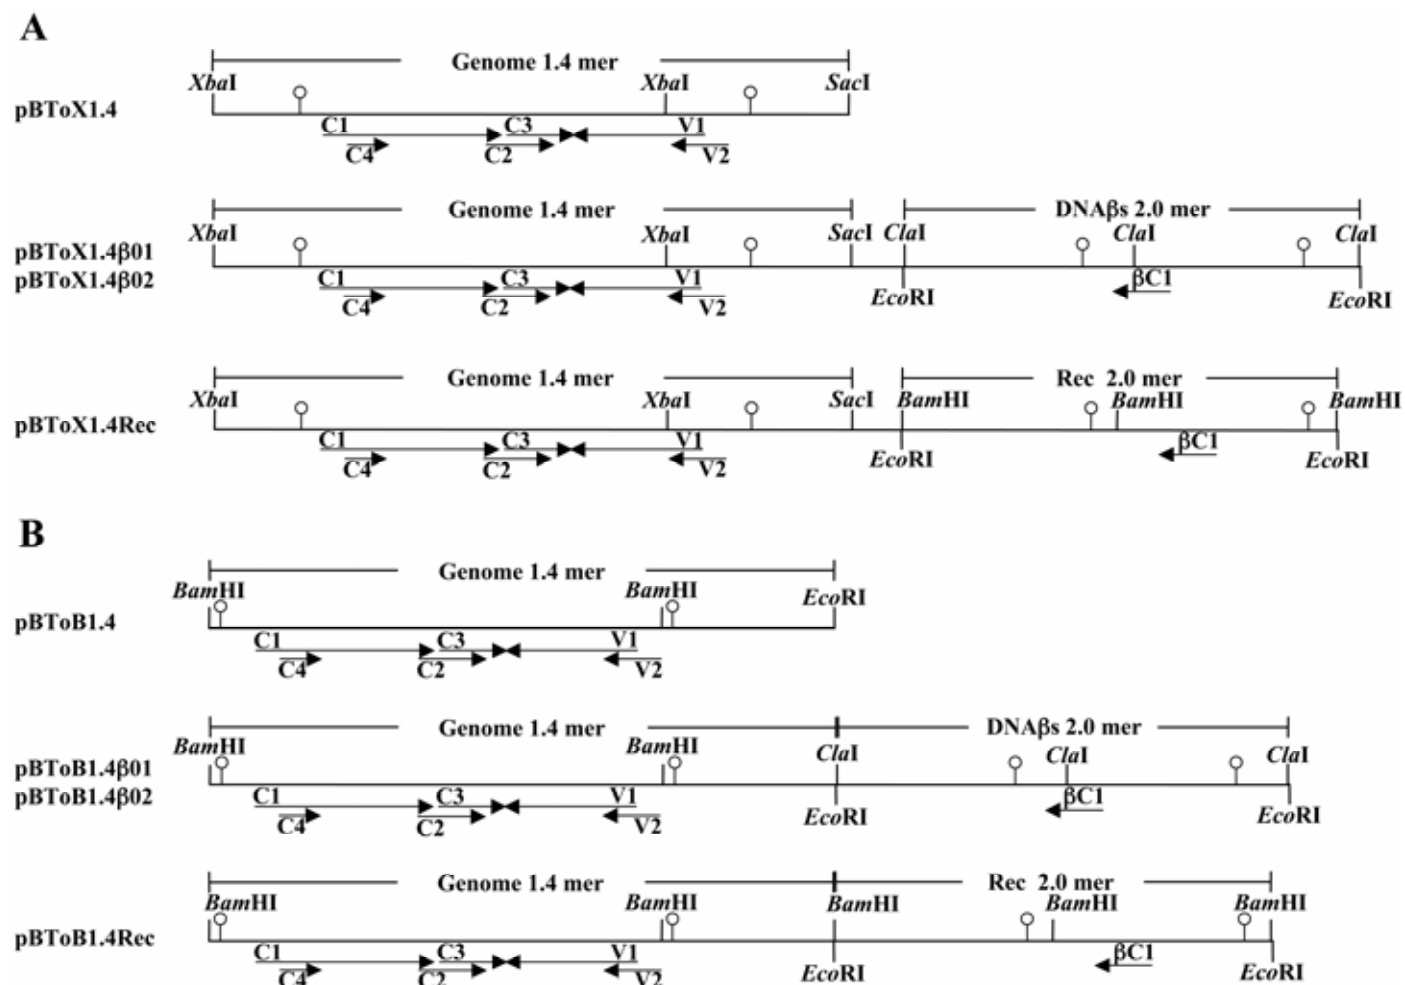 A
Genome 1.4 mer
XbaI XbaI SacI
pBToX1.4
C1 C3 V1
C4 C2 V2
Genome 1.4 mer DNAβs 2.0 mer
XbaI XbaI SacI ClaI ClaI ClaI
pBToX1.4β01
pBToX1.4β02
C1 C3 V1 βC1
C4 C2 V2 EcoRI EcoRI
Genome 1.4 mer Rec 2.0 mer
XbaI XbaI SacI BamHI BamHI BamHI
pBToX1.4Rec
C1 C3 V1 βC1
C4 C2 V2 EcoRI EcoRI
B
Genome 1.4 mer
BamHI BamHI EcoRI
pBToB1.4
C1 C3 V1
C4 C2 V2
Genome 1.4 mer DNAβs 2.0 mer
BamHI BamHI ClaI ClaI ClaI
pBToB1.4β01
pBToB1.4β02
C1 C3 V1 βC1
C4 C2 V2 EcoRI EcoRI
Genome 1.4 mer Rec 2.0 mer
BamHI BamHI BamHI BamHI BamHI
pBToB1.4Rec
C1 C3 V1 βC1
C4 C2 V2 EcoRI EcoRI